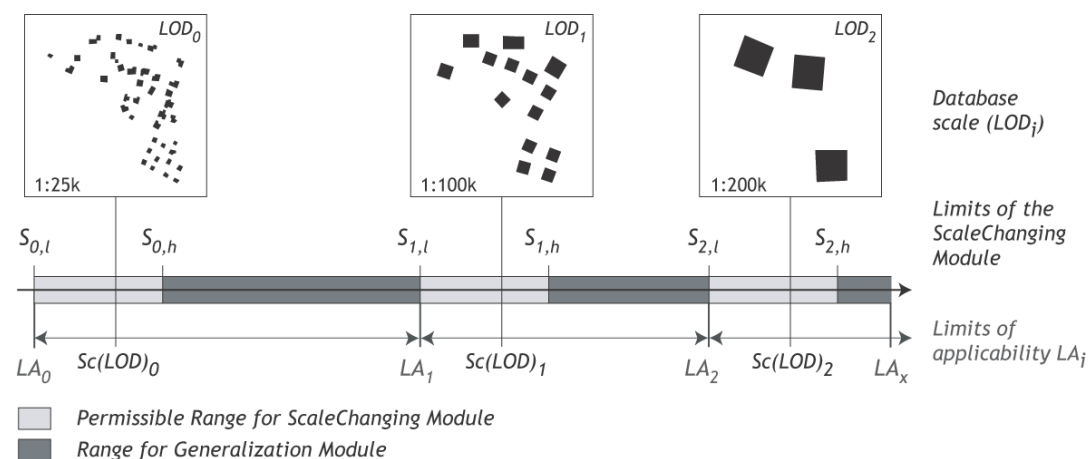 LOD0
LOD1
LOD2
1:25k
1:100k
1:200k
Database
scale (LODi)
S0,l
S0,h
S1,l
S1,h
S2,l
S2,h
Limits of the
ScaleChanging
Module
LA0
Sc(LOD)0
LA1
Sc(LOD)1
LA2
Sc(LOD)2
LAx
Limits of
applicability LAi
Permissible Range for ScaleChanging Module
Range for Generalization Module